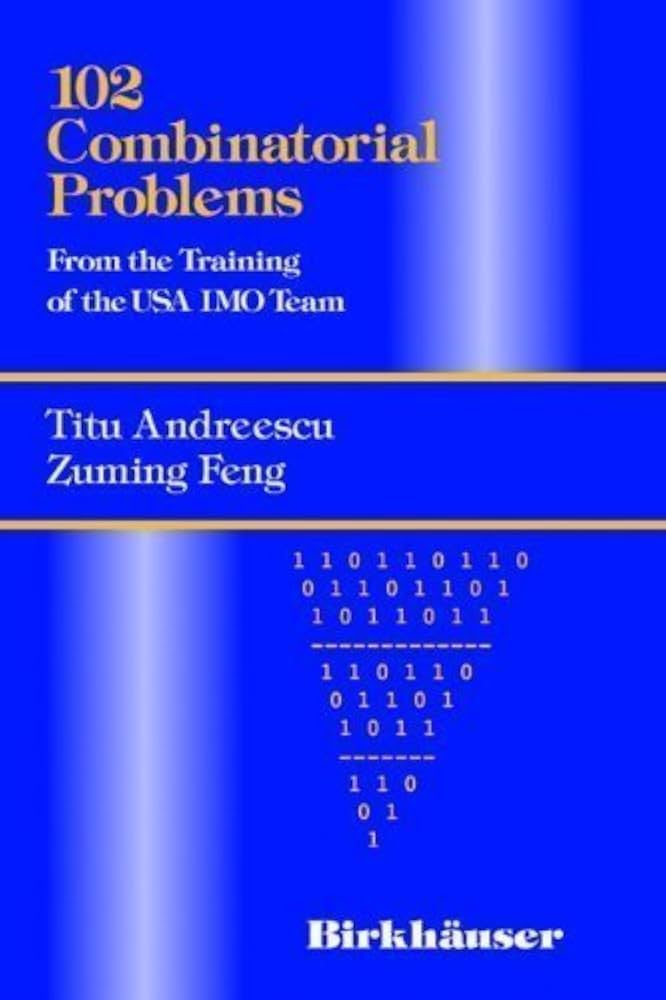 102
Combinatorial
Problems
From the Training
of the USA IMO Team
Titu Andreescu
Zuming Feng
1 1 0 1 1 0 1 1 0
0 1 1 0 1 1 0 1
1 0 1 1 0 1 1
-------------
1 1 0 1 1 0
0 1 1 0 1
1 0 1 1
-------
1 1 0
0 1
1
Birkhäuser